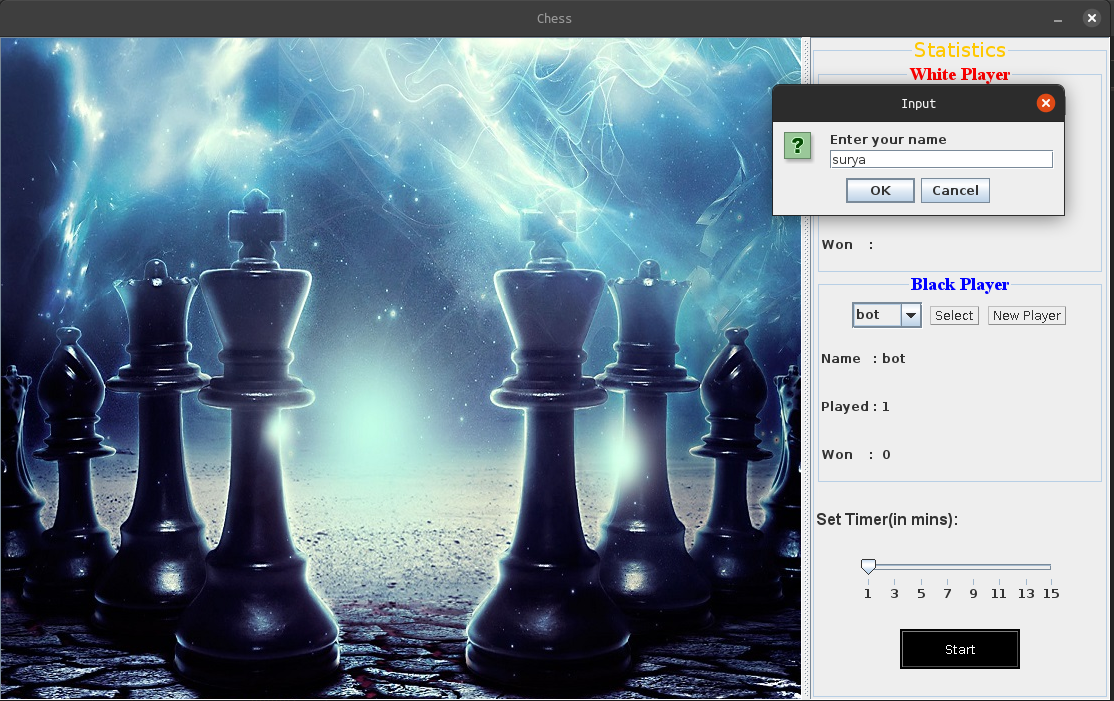 Chess
Statistics
White Player
Input
?
Enter your name
surya
OK Cancel
Won :
Black Player
bot Select New Player
Name : bot
Played : 1
Won : 0
Set Timer(in mins):
1 3 5 7 9 11 13 15
Start